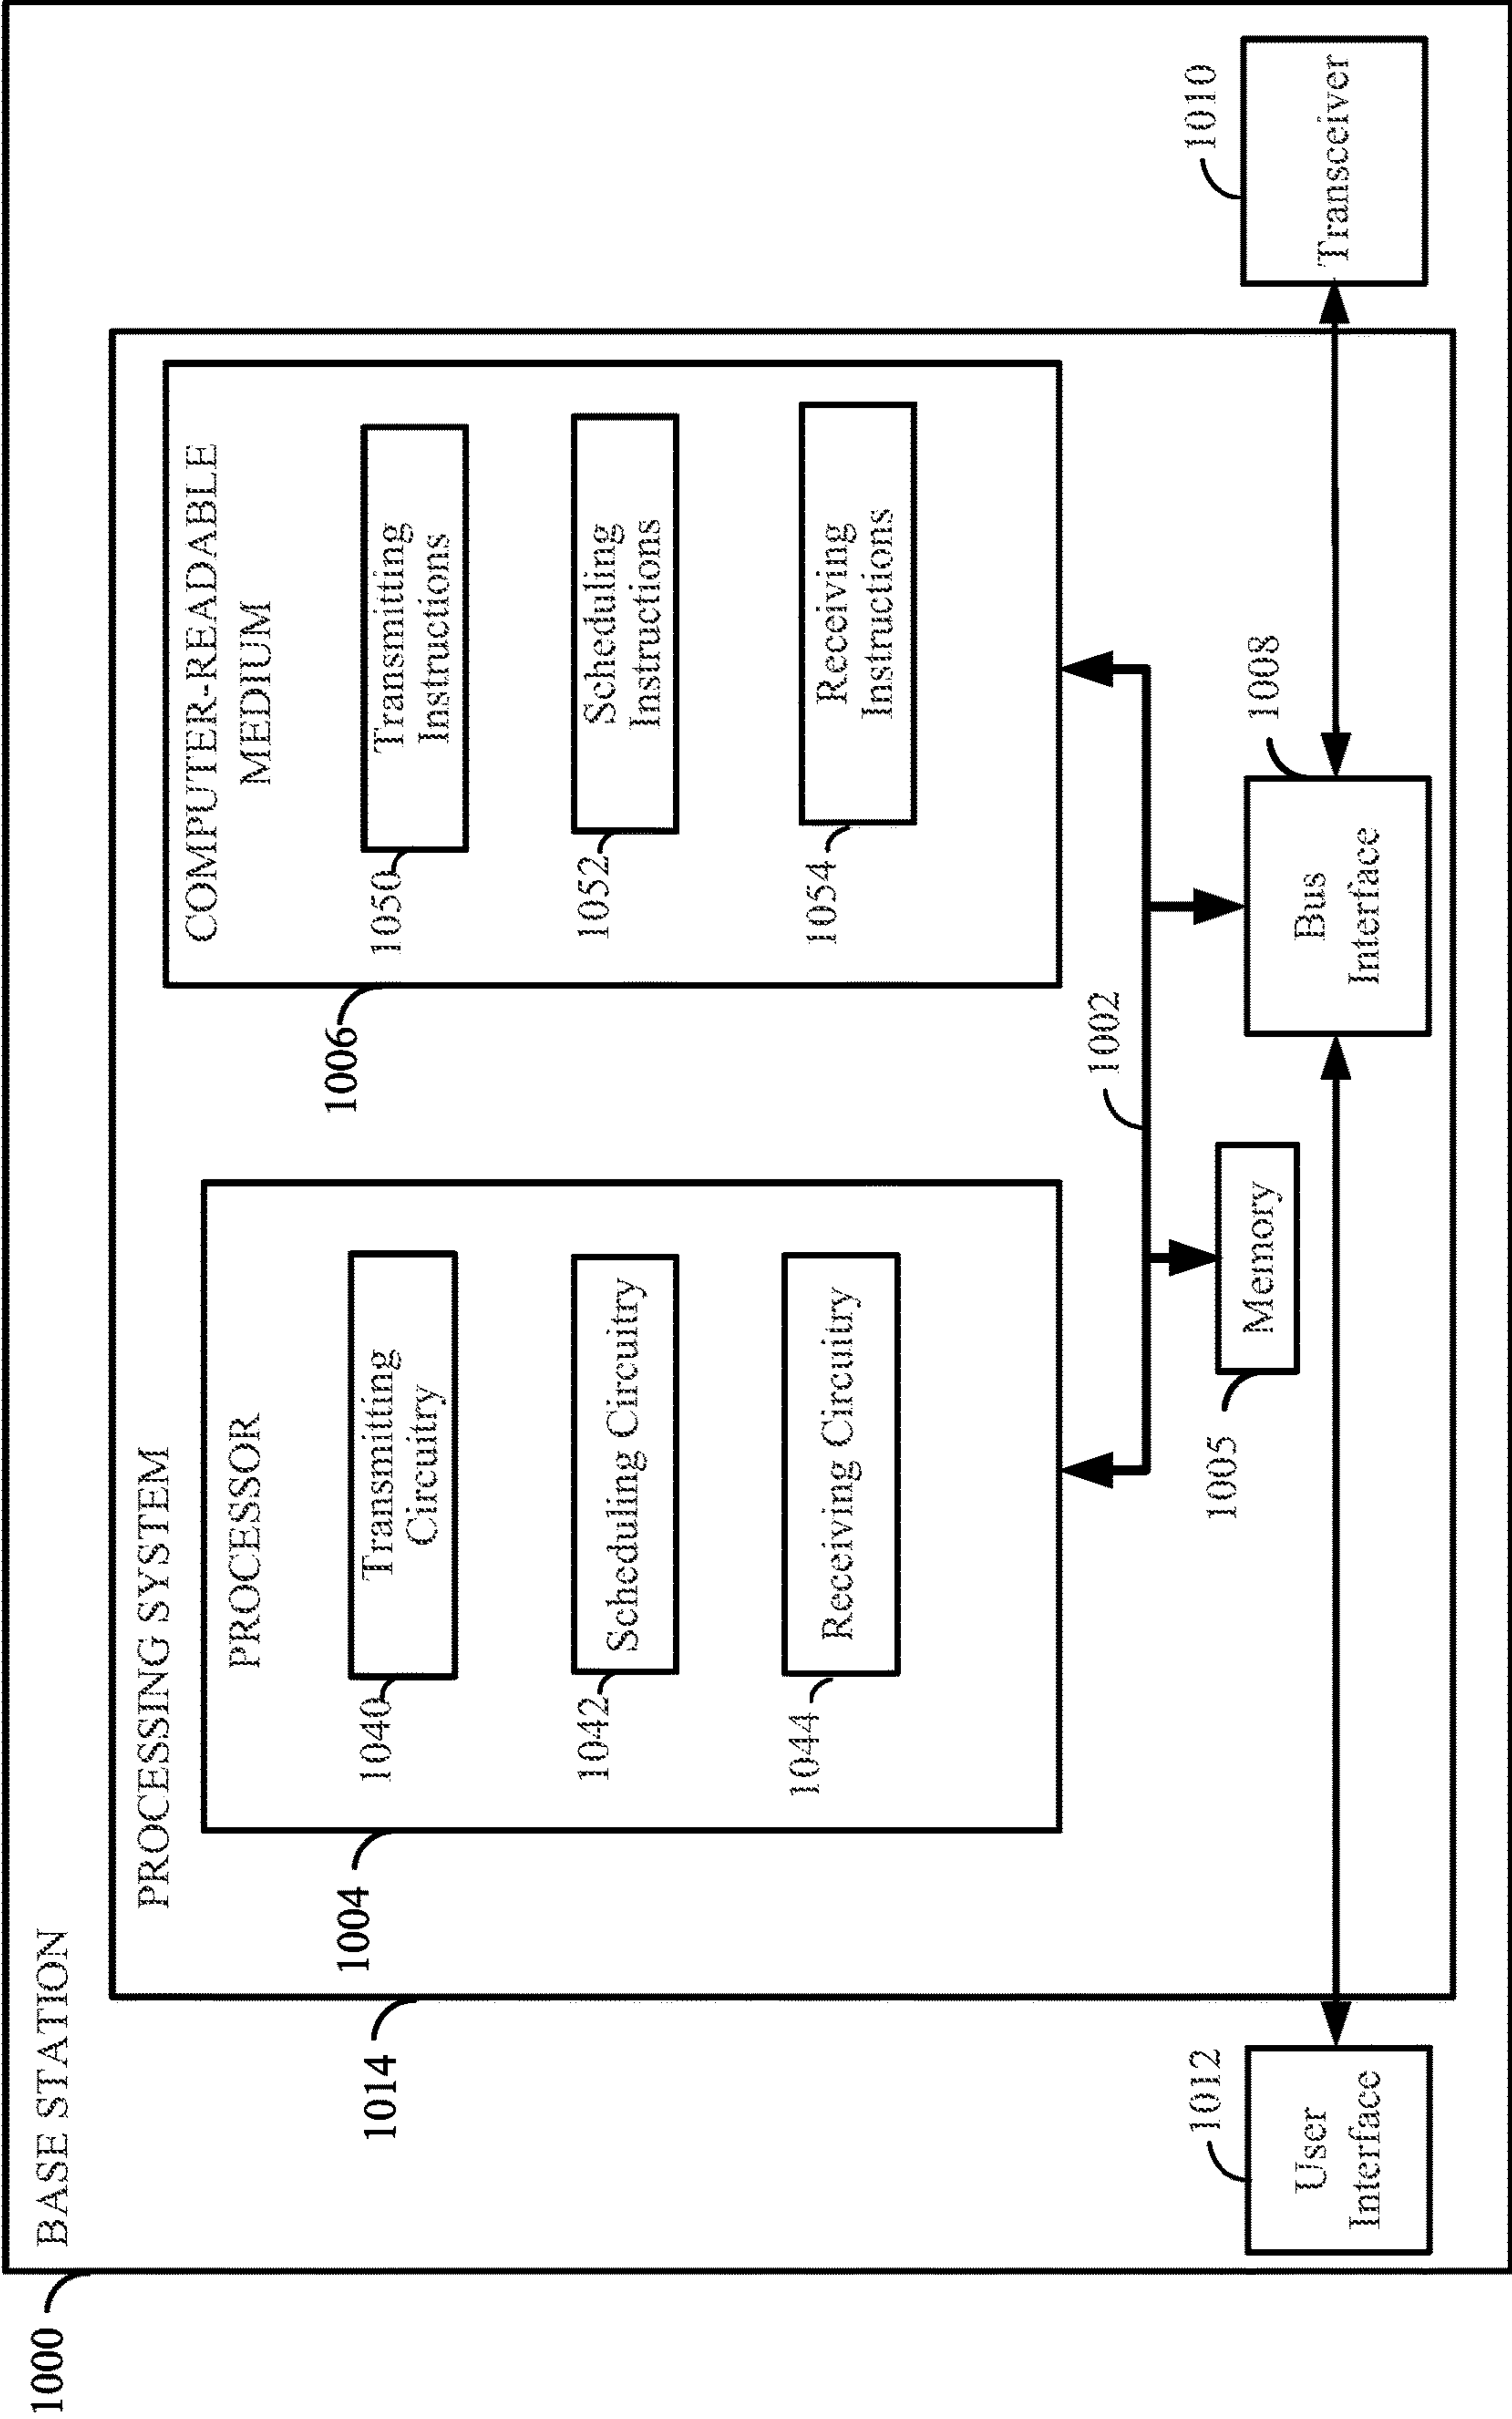 1000
BASE STATION
1014
PROCESSING SYSTEM
1004
PROCESSOR
1040
Transmitting
Circuitry
1042
Scheduling Circuitry
1044
Receiving Circuitry
1006
COMPUTER-READABLE
MEDIUM
1050
Transmitting
Instructions
1052
Scheduling
Instructions
1054
Receiving
Instructions
1002
1005
Memory
1008
Bus
Interface
1012
User
Interface
1010
Transceiver